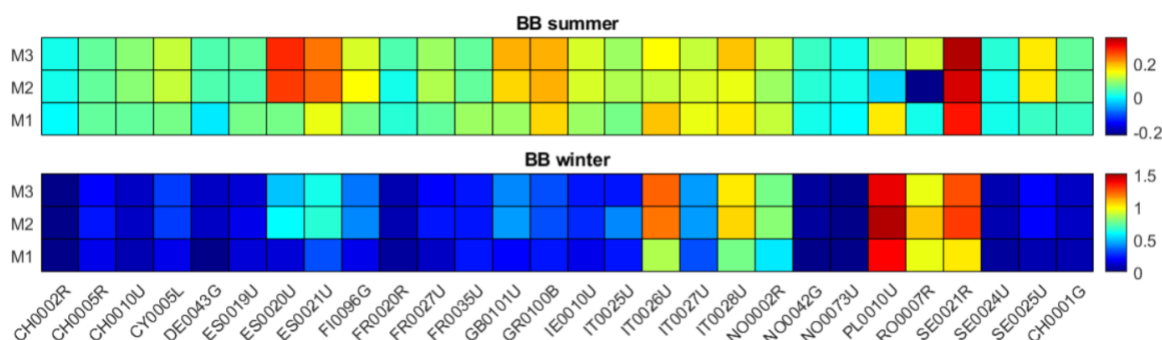 BB summer
M3
M2
M1
0.2
0
-0.2
BB winter
M3
M2
M1
1.5
1
0.5
0
CH0002R
CH0005R
CH0010U
CY0005L
DE0043G
ES0019U
ES0020U
ES0021U
FI0096G
FR0020R
FR0027U
FR0035U
GB0101U
GR0100B
IE0010U
IT0025U
IT0026U
IT0027U
IT0028U
NO0002R
NO0042G
NO0073U
PL0010U
RO0007R
SE0021R
SE0024U
SE0025U
CH0001G